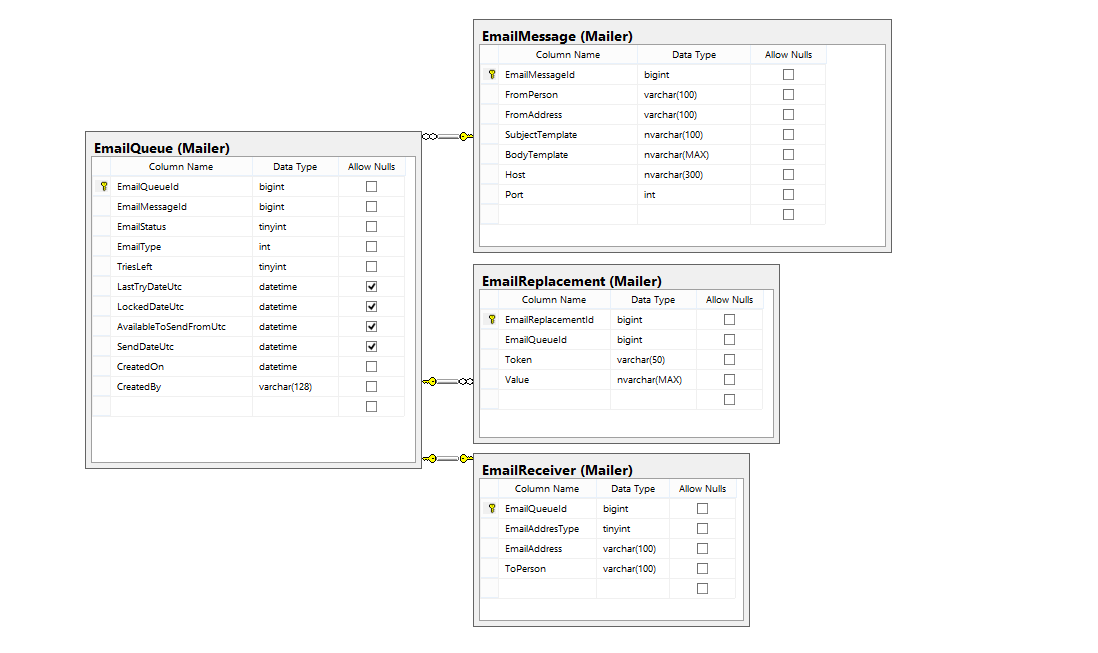 EmailMessage (Mailer)
Column Name Data Type Allow Nulls
EmailMessageId bigint
FromPerson varchar(100)
FromAddress varchar(100)
SubjectTemplate nvarchar(100)
BodyTemplate nvarchar(MAX)
Host nvarchar(300)
Port int
EmailQueue (Mailer)
Column Name Data Type Allow Nulls
EmailQueueId bigint
EmailMessageId bigint
EmailStatus tinyint
EmailType int
TriesLeft tinyint
LastTryDateUtc datetime
LockedDateUtc datetime
AvailableToSendFromUtc datetime
SendDateUtc datetime
CreatedOn datetime
CreatedBy varchar(128)
EmailReplacement (Mailer)
Column Name Data Type Allow Nulls
EmailReplacementId bigint
EmailQueueId bigint
Token varchar(50)
Value nvarchar(MAX)
EmailReceiver (Mailer)
Column Name Data Type Allow Nulls
EmailQueueId bigint
EmailAddresType tinyint
EmailAddress varchar(100)
ToPerson varchar(100)